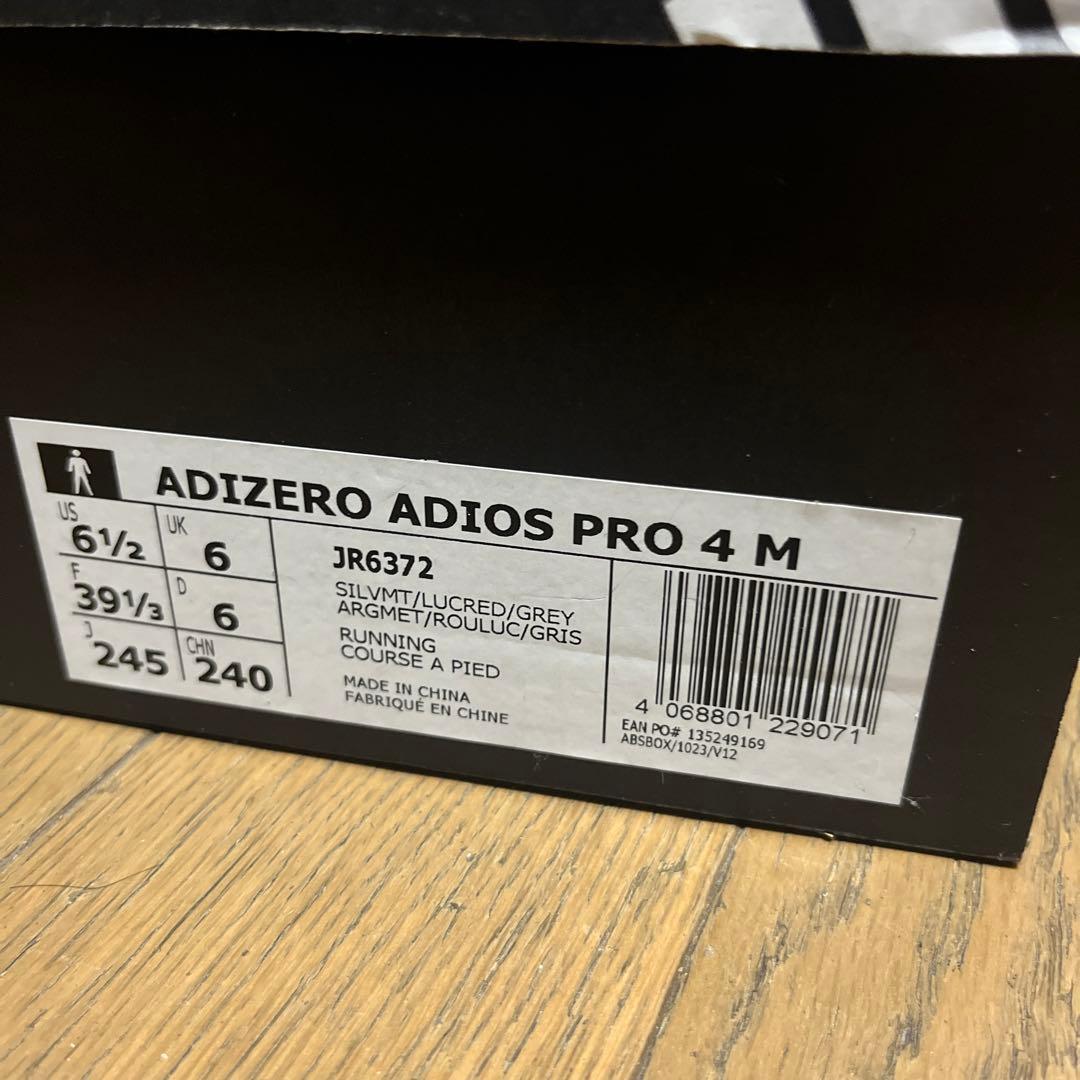 ADIZERO ADIOS PRO 4 M
US 6½ UK 6
F 39⅓ D 6
J 245 CHN 240
JR6372
SILVMT/LUCRED/GREY
ARGMET/ROULUC/GRIS
RUNNING
COURSE A PIED
MADE IN CHINA
FABRIQUÉ EN CHINE
4 068801 229071
EAN PO# 135249169
ABSBOX/1023/V12